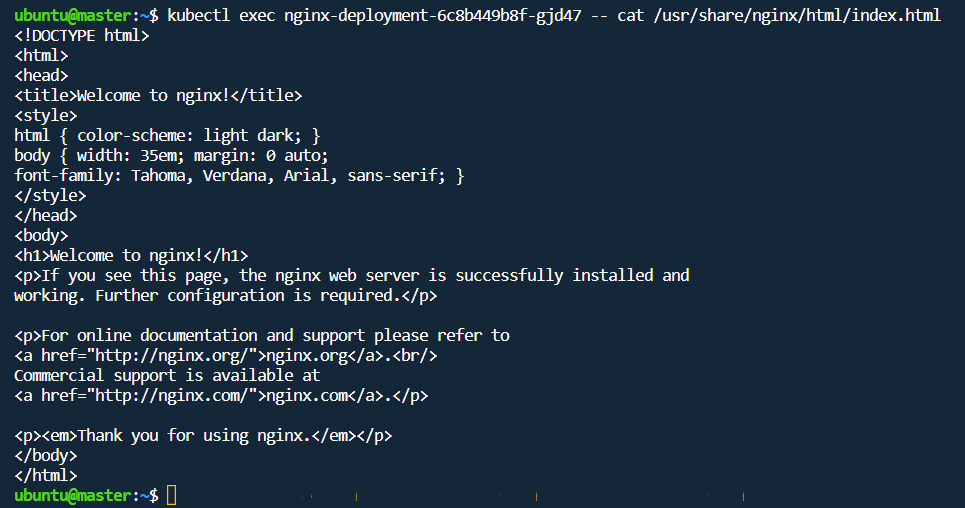 ubuntu@master:~$ kubectl exec nginx-deployment-6c8b449b8f-gjd47 -- cat /usr/share/nginx/html/index.html
<!DOCTYPE html>
<html>
<head>
<title>Welcome to nginx!</title>
<style>
html { color-scheme: light dark; }
body { width: 35em; margin: 0 auto;
font-family: Tahoma, Verdana, Arial, sans-serif; }
</style>
</head>
<body>
<h1>Welcome to nginx!</h1>
<p>If you see this page, the nginx web server is successfully installed and
working. Further configuration is required.</p>

<p>For online documentation and support please refer to
<a href="http://nginx.org/">nginx.org</a>.<br/>
Commercial support is available at
<a href="http://nginx.com/">nginx.com</a>.</p>

<p><em>Thank you for using nginx.</em></p>
</body>
</html>
ubuntu@master:~$